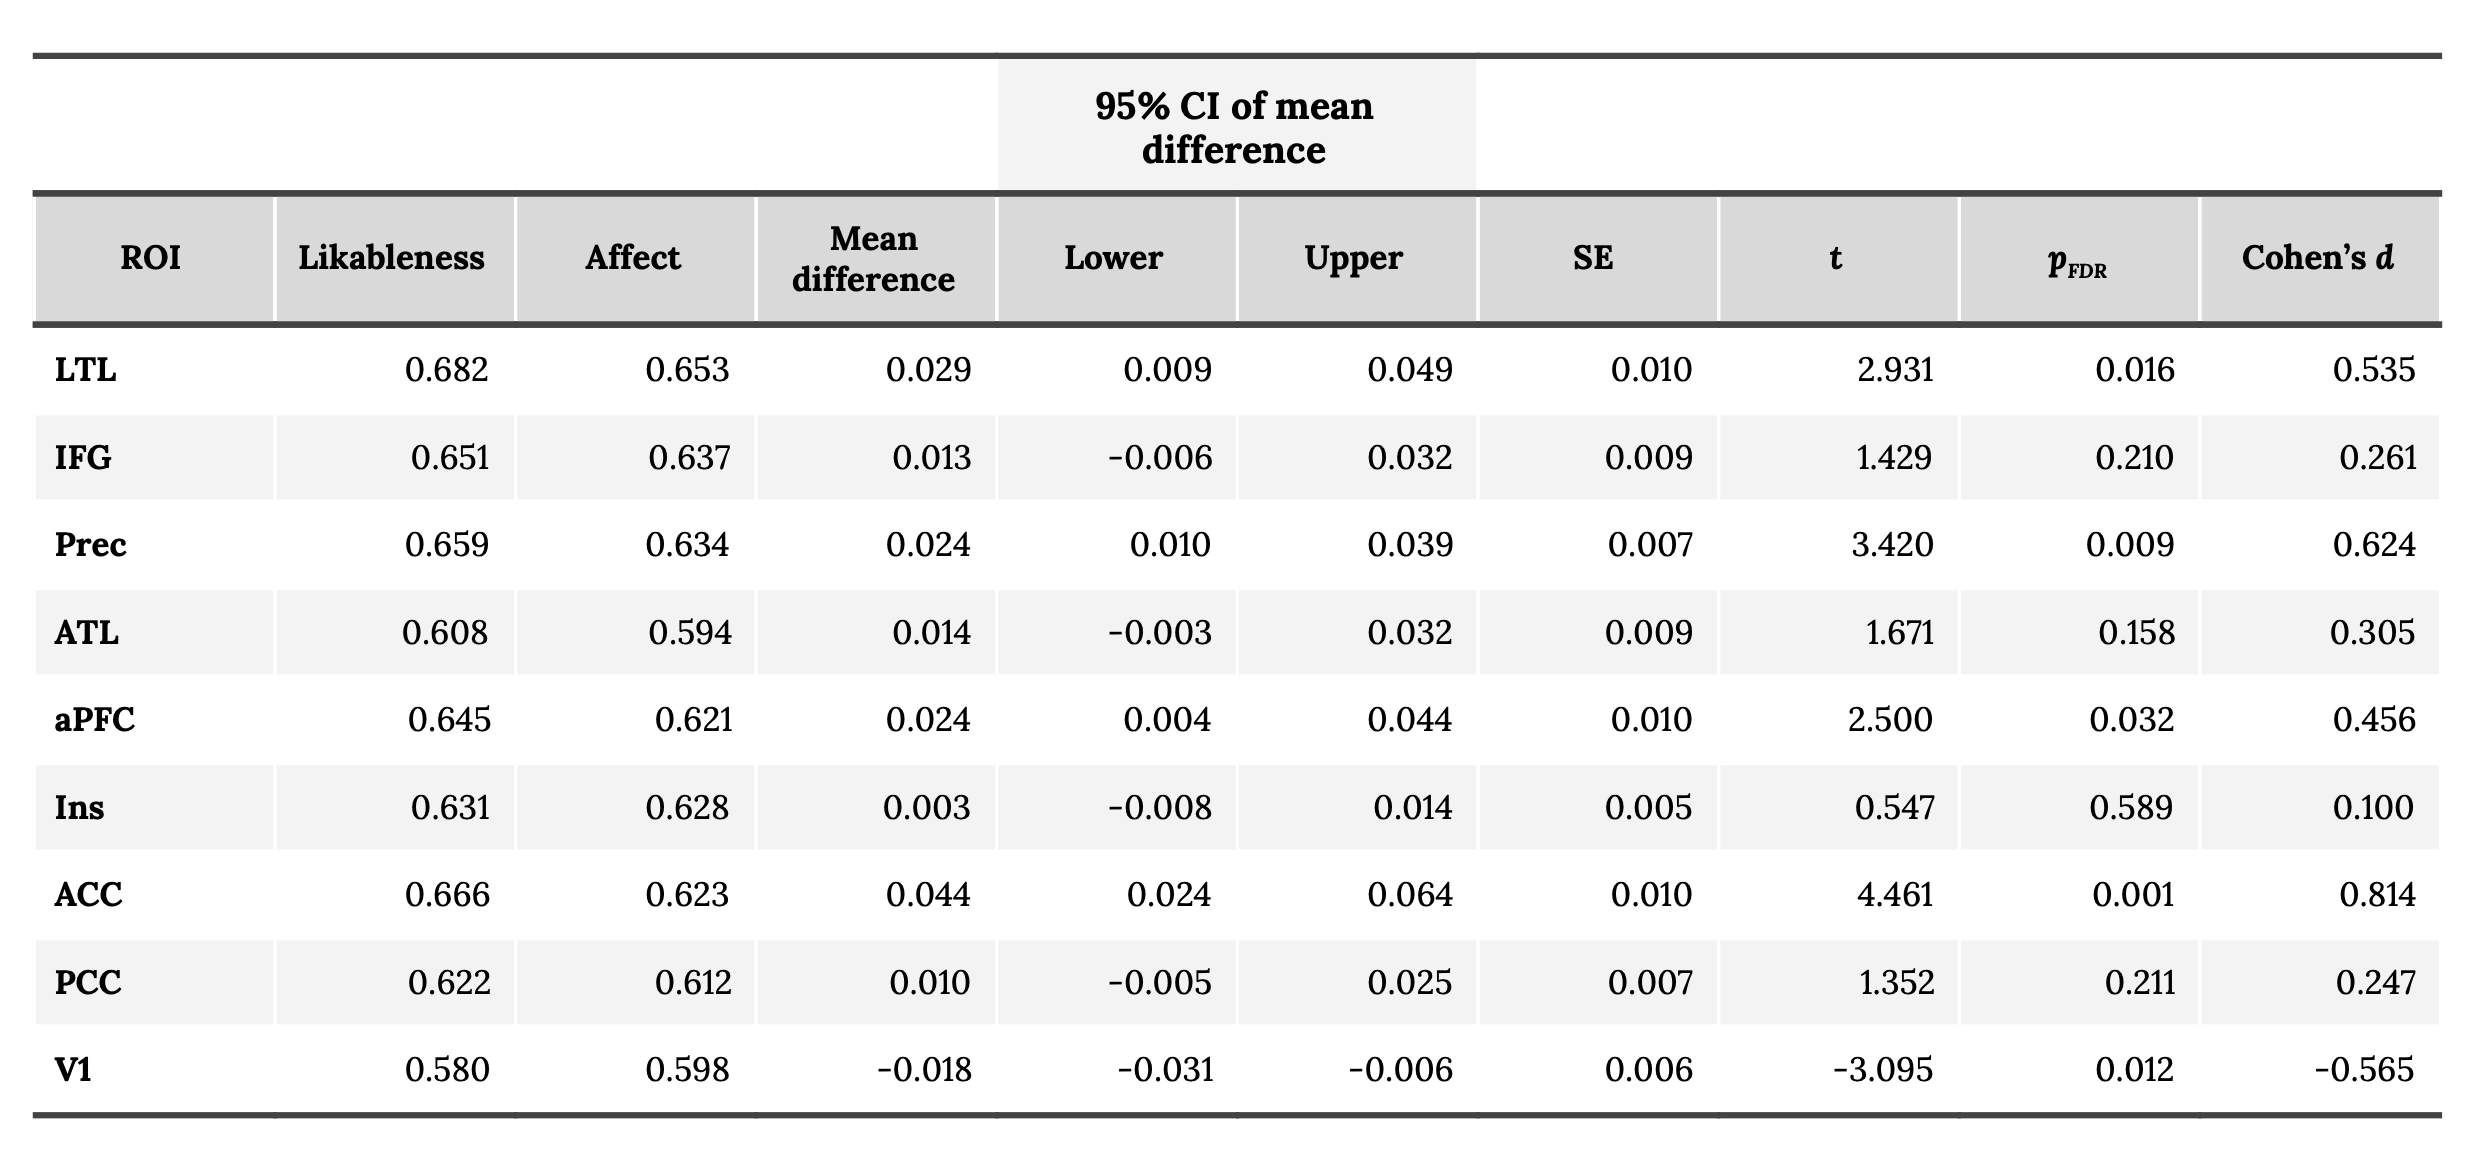 95% CI of mean
difference
ROI Likableness Affect Mean difference Lower Upper SE t pFDR Cohen’s d
LTL 0.682 0.653 0.029 0.009 0.049 0.010 2.931 0.016 0.535
IFG 0.651 0.637 0.013 −0.006 0.032 0.009 1.429 0.210 0.261
Prec 0.659 0.634 0.024 0.010 0.039 0.007 3.420 0.009 0.624
ATL 0.608 0.594 0.014 −0.003 0.032 0.009 1.671 0.158 0.305
aPFC 0.645 0.621 0.024 0.004 0.044 0.010 2.500 0.032 0.456
Ins 0.631 0.628 0.003 −0.008 0.014 0.005 0.547 0.589 0.100
ACC 0.666 0.623 0.044 0.024 0.064 0.010 4.461 0.001 0.814
PCC 0.622 0.612 0.010 −0.005 0.025 0.007 1.352 0.211 0.247
V1 0.580 0.598 −0.018 −0.031 −0.006 0.006 −3.095 0.012 −0.565